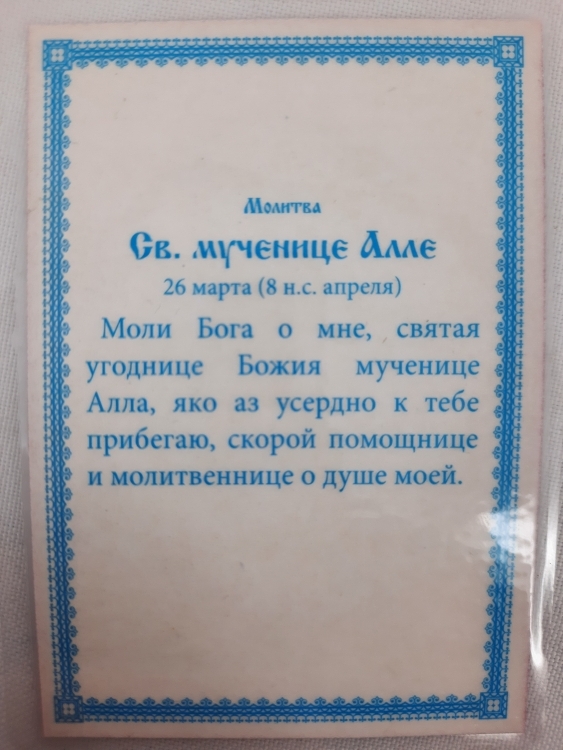 Молитва
Св. мученице Алле
26 марта (8 н.с. апреля)
Моли Бога о мне, святая
угоднице Божия мученице
Алла, яко аз усердно к тебе
прибегаю, скорой помощнице
и молитвеннице о душе моей.